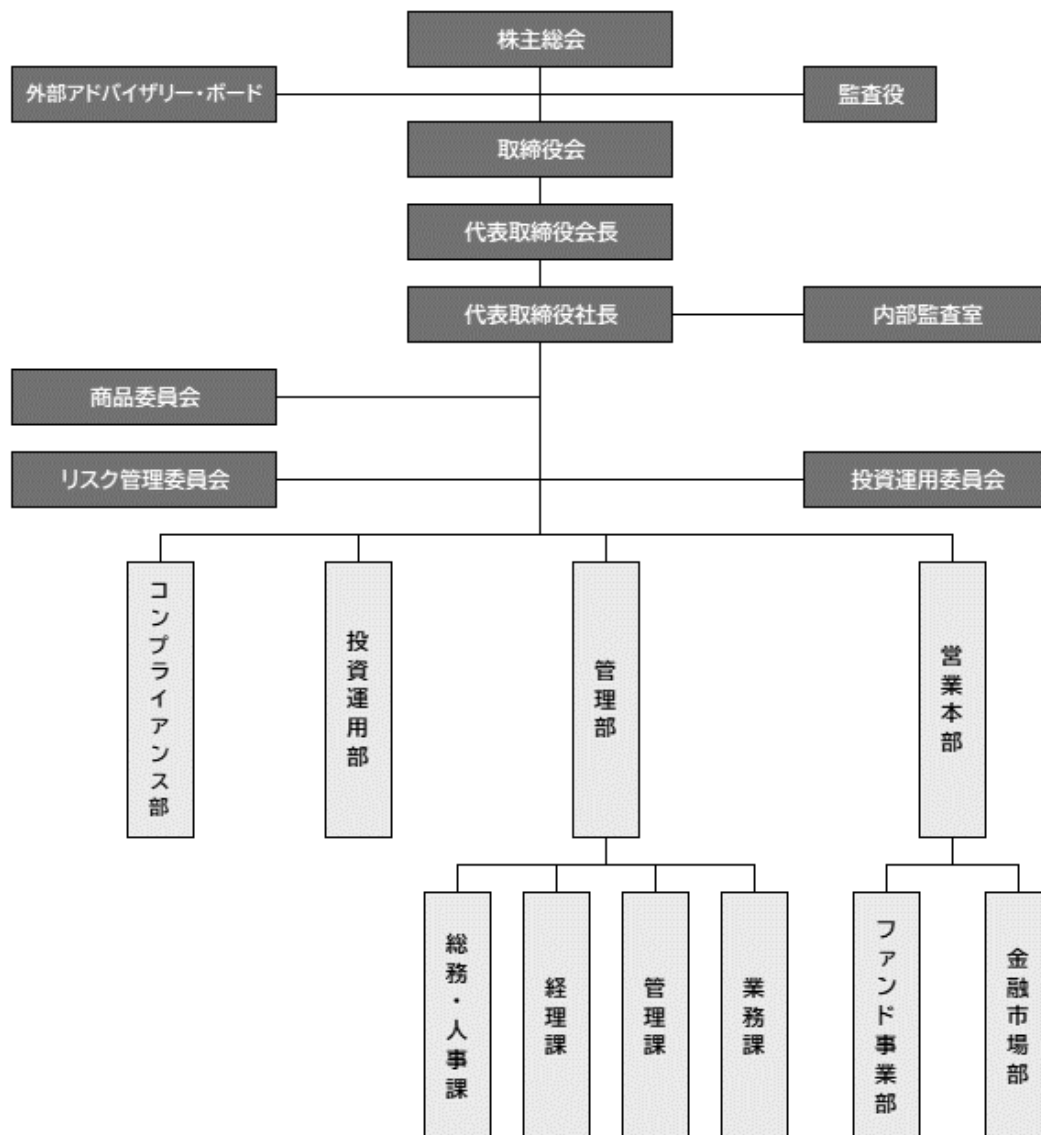 株主総会
外部アドバイザリー・ボード
監査役
取締役会
代表取締役会長
代表取締役社長
内部監査室
商品委員会
リスク管理委員会
投資運用委員会
コンプライアンス部
投資運用部
管理部
営業本部
総務・人事課
経理課
管理課
業務課
ファンド事業部
金融市場部